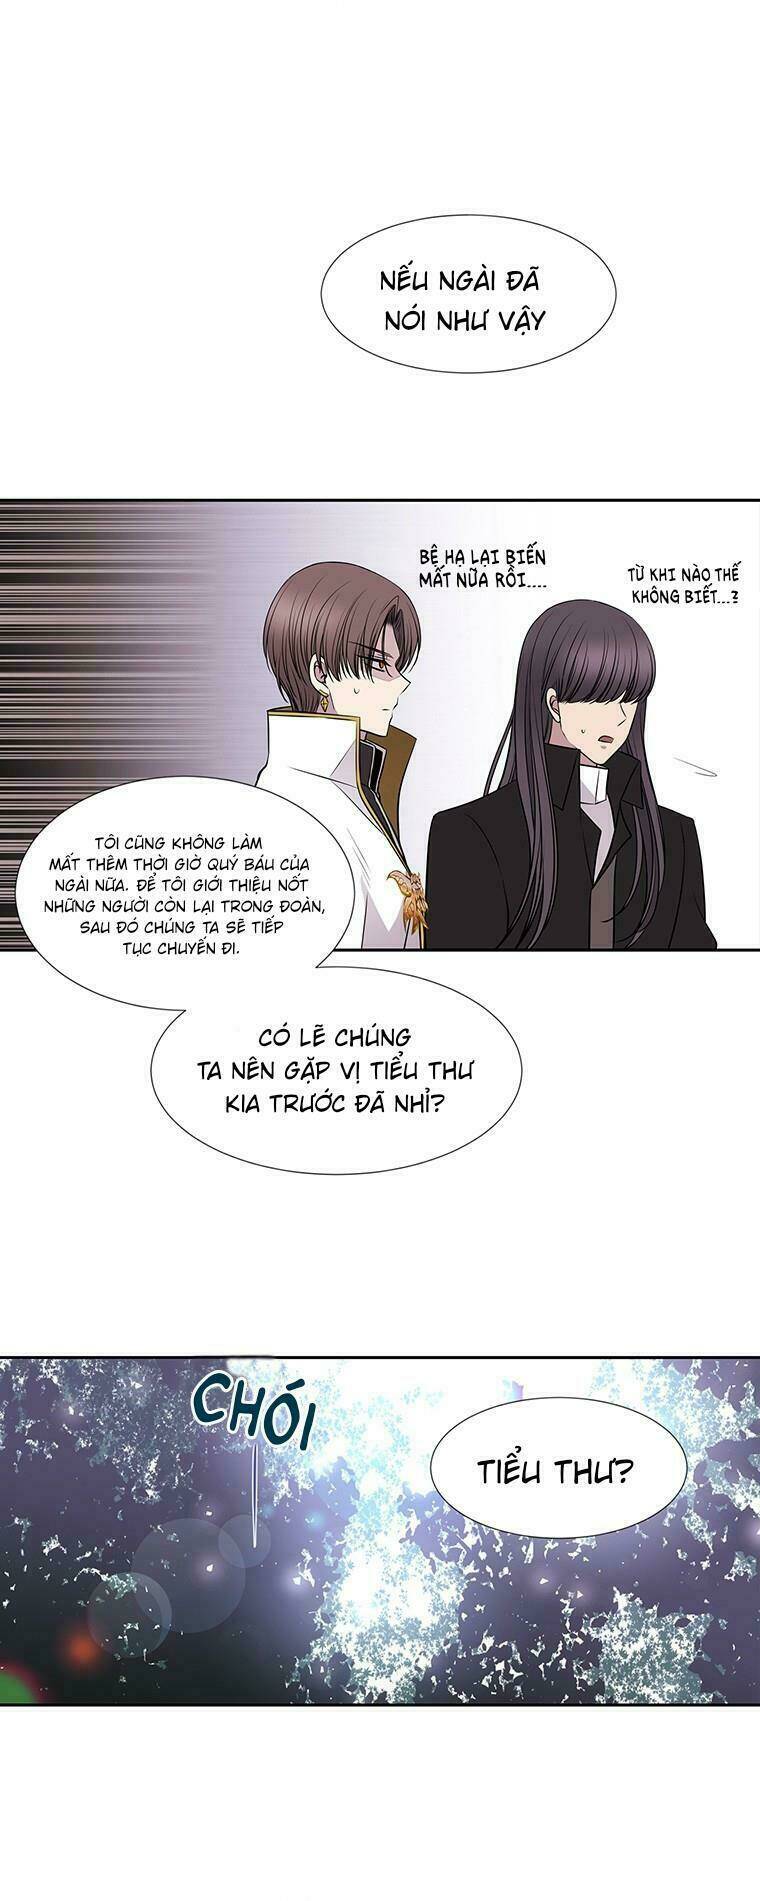 NẾU NGÀI ĐÃ
NÓI NHƯ VẬY
BỆ HẠ LẠI BIẾN
MẤT NỮA RỒI....
TỪ KHI NÀO THẾ
KHÔNG BIẾT...?
TÔI CŨNG KHÔNG LÀM
MẤT THÊM THỜI GIỜ QUÝ BÁU CỦA
NGÀI NỮA. ĐỂ TÔI GIỚI THIỆU NỐT
NHỮNG NGƯỜI CÒN LẠI TRONG ĐOÀN,
SAU ĐÓ CHÚNG TA SẼ TIẾP
TỤC CHUYẾN ĐI.
CÓ LẼ CHÚNG
TA NÊN GẶP VỊ TIỂU THƯ
KIA TRƯỚC ĐÃ NHỈ?
CHÓI
TIỂU THƯ?